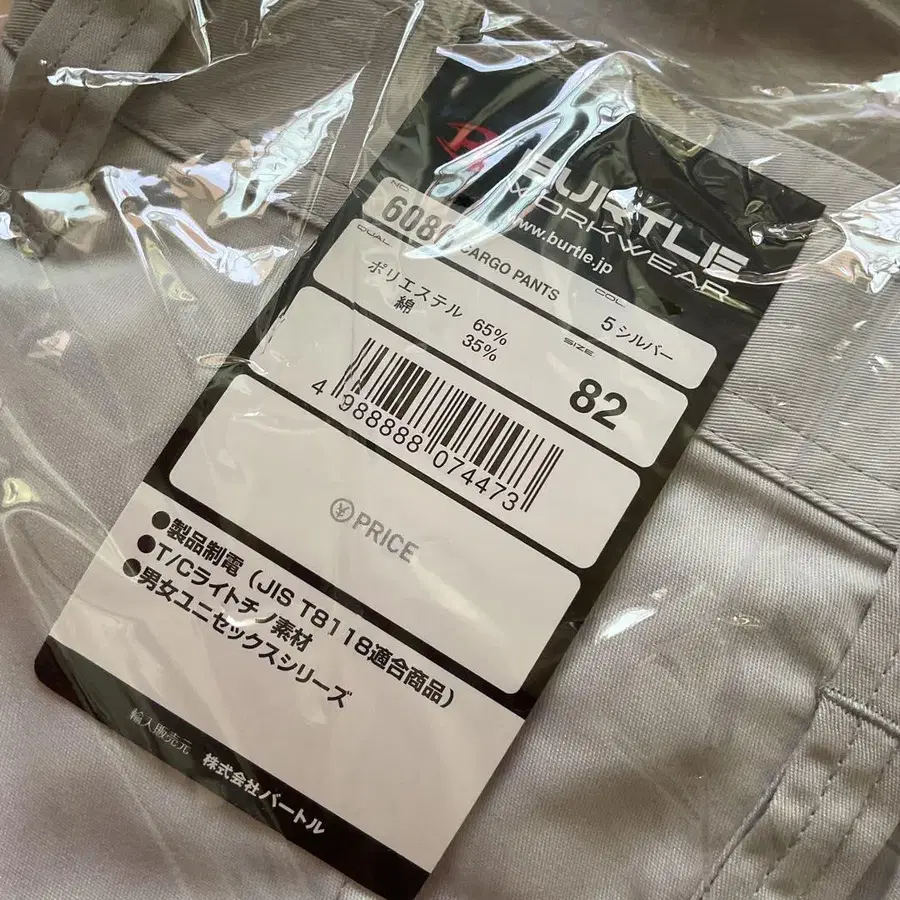 BURTLE
WORKWEAR
www.burtle.jp
NO.
CARGO PANTS
COL
5 シルバー
QUAL
ポリエステル 65%
綿 35%
SIZE
82
4 988888 074473
PRICE
●製品制電(JIS T8118適合商品)
●T/Cライトチノ素材
●男女ユニセックスシリーズ
輸入販売元 株式会社バートル